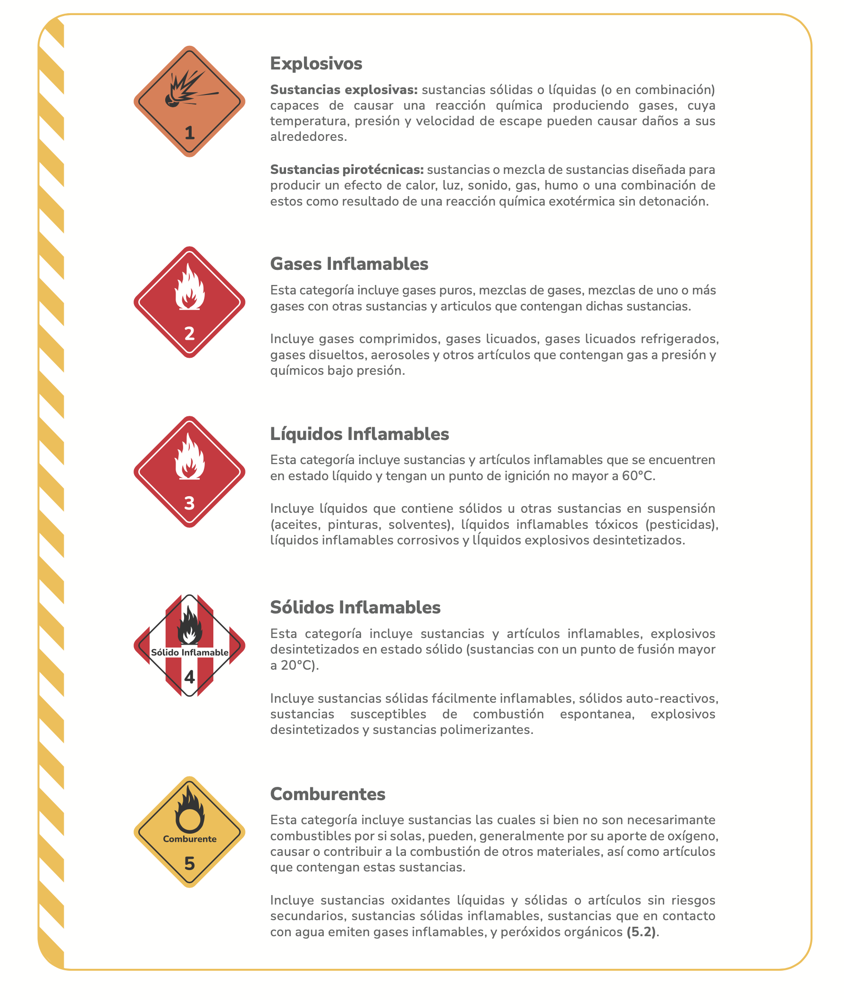 1
Explosivos
Sustancias explosivas: sustancias sólidas o líquidas (o en combinación)
capaces de causar una reacción química produciendo gases, cuya
temperatura, presión y velocidad de escape pueden causar daños a sus
alrededores.
Sustancias pirotécnicas: sustancias o mezcla de sustancias diseñada para
producir un efecto de calor, luz, sonido, gas, humo o una combinación de
estos como resultado de una reacción química exotérmica sin detonación.
2
Gases Inflamables
Esta categoría incluye gases puros, mezclas de gases, mezclas de uno o más
gases con otras sustancias y articulos que contengan dichas sustancias.
Incluye gases comprimidos, gases licuados, gases licuados refrigerados,
gases disueltos, aerosoles y otros artículos que contengan gas a presión y
químicos bajo presión.
3
Líquidos Inflamables
Esta categoría incluye sustancias y artículos inflamables que se encuentren
en estado líquido y tengan un punto de ignición no mayor a 60°C.
Incluye líquidos que contiene sólidos u otras sustancias en suspensión
(aceites, pinturas, solventes), líquidos inflamables tóxicos (pesticidas),
líquidos inflamables corrosivos y lÍquidos explosivos desintetizados.
Sólido Inflamable
4
Sólidos Inflamables
Esta categoría incluye sustancias y artículos inflamables, explosivos
desintetizados en estado sólido (sustancias con un punto de fusión mayor
a 20°C).
Incluye sustancias sólidas fácilmente inflamables, sólidos auto-reactivos,
sustancias susceptibles de combustión espontanea, explosivos
desintetizados y sustancias polimerizantes.
Comburente
5
Comburentes
Esta categoría incluye sustancias las cuales si bien no son necesarimante
combustibles por si solas, pueden, generalmente por su aporte de oxígeno,
causar o contribuir a la combustión de otros materiales, así como artículos
que contengan estas sustancias.
Incluye sustancias oxidantes líquidas y sólidas o artículos sin riesgos
secundarios, sustancias sólidas inflamables, sustancias que en contacto
con agua emiten gases inflamables, y peróxidos orgánicos (5.2).